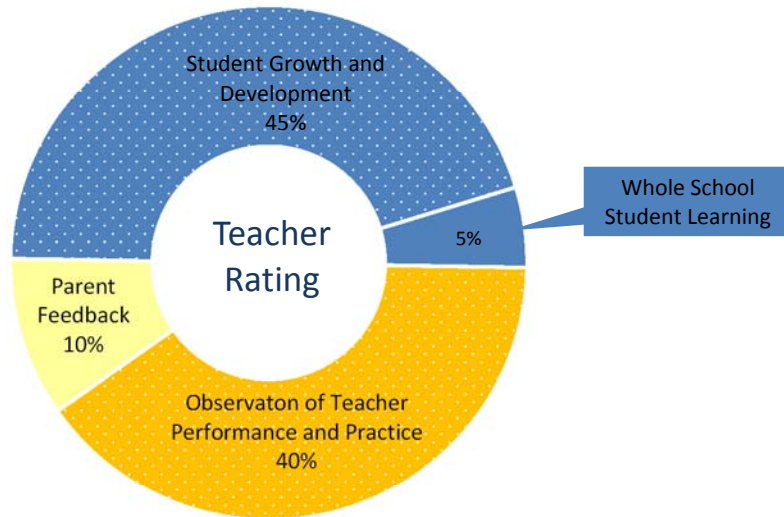 Student Growth and
Development
45%
Whole School
Student Learning
5%
Teacher
Rating
Parent
Feedback
10%
Observaton of Teacher
Performance and Practice
40%